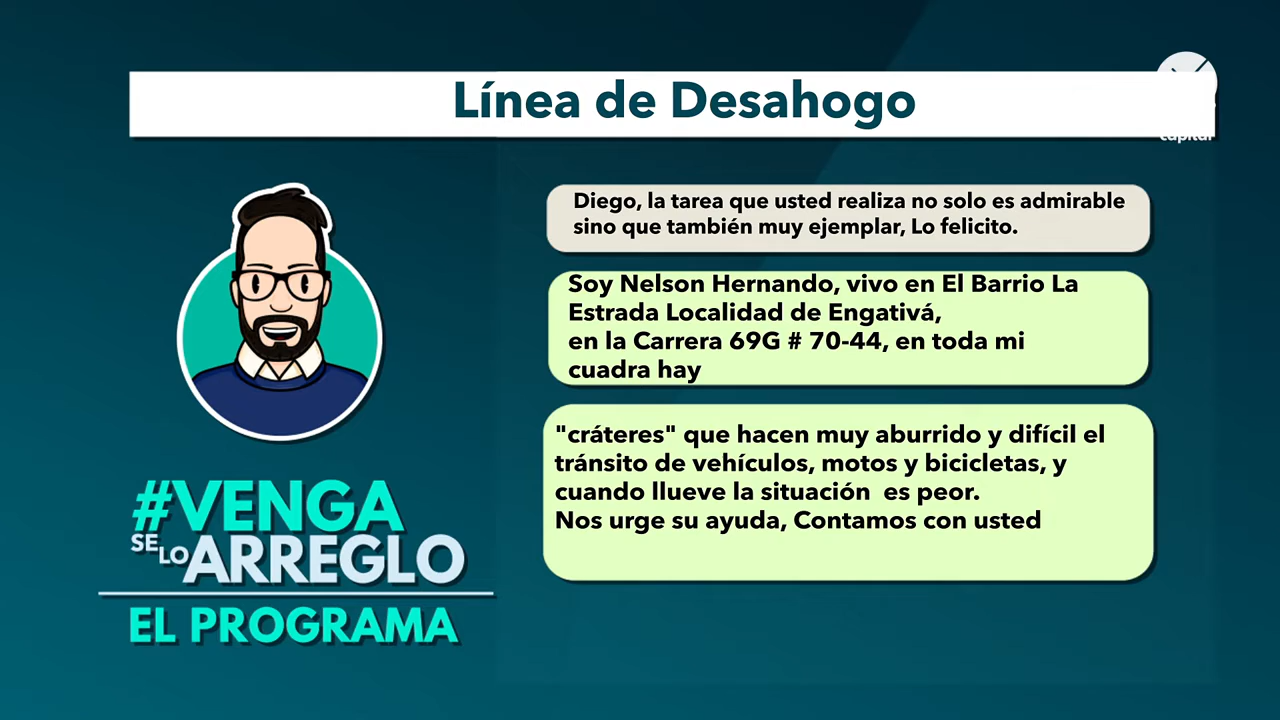 Línea de Desahogo
capital
Diego, la tarea que usted realiza no solo es admirable
sino que también muy ejemplar, Lo felicito.
Soy Nelson Hernando, vivo en El Barrio La
Estrada Localidad de Engativá,
en la Carrera 69G # 70-44, en toda mi
cuadra hay
"cráteres" que hacen muy aburrido y difícil el
tránsito de vehículos, motos y bicicletas, y
cuando llueve la situación  es peor.
Nos urge su ayuda, Contamos con usted
#VENGA
SE LO ARREGLO
EL PROGRAMA